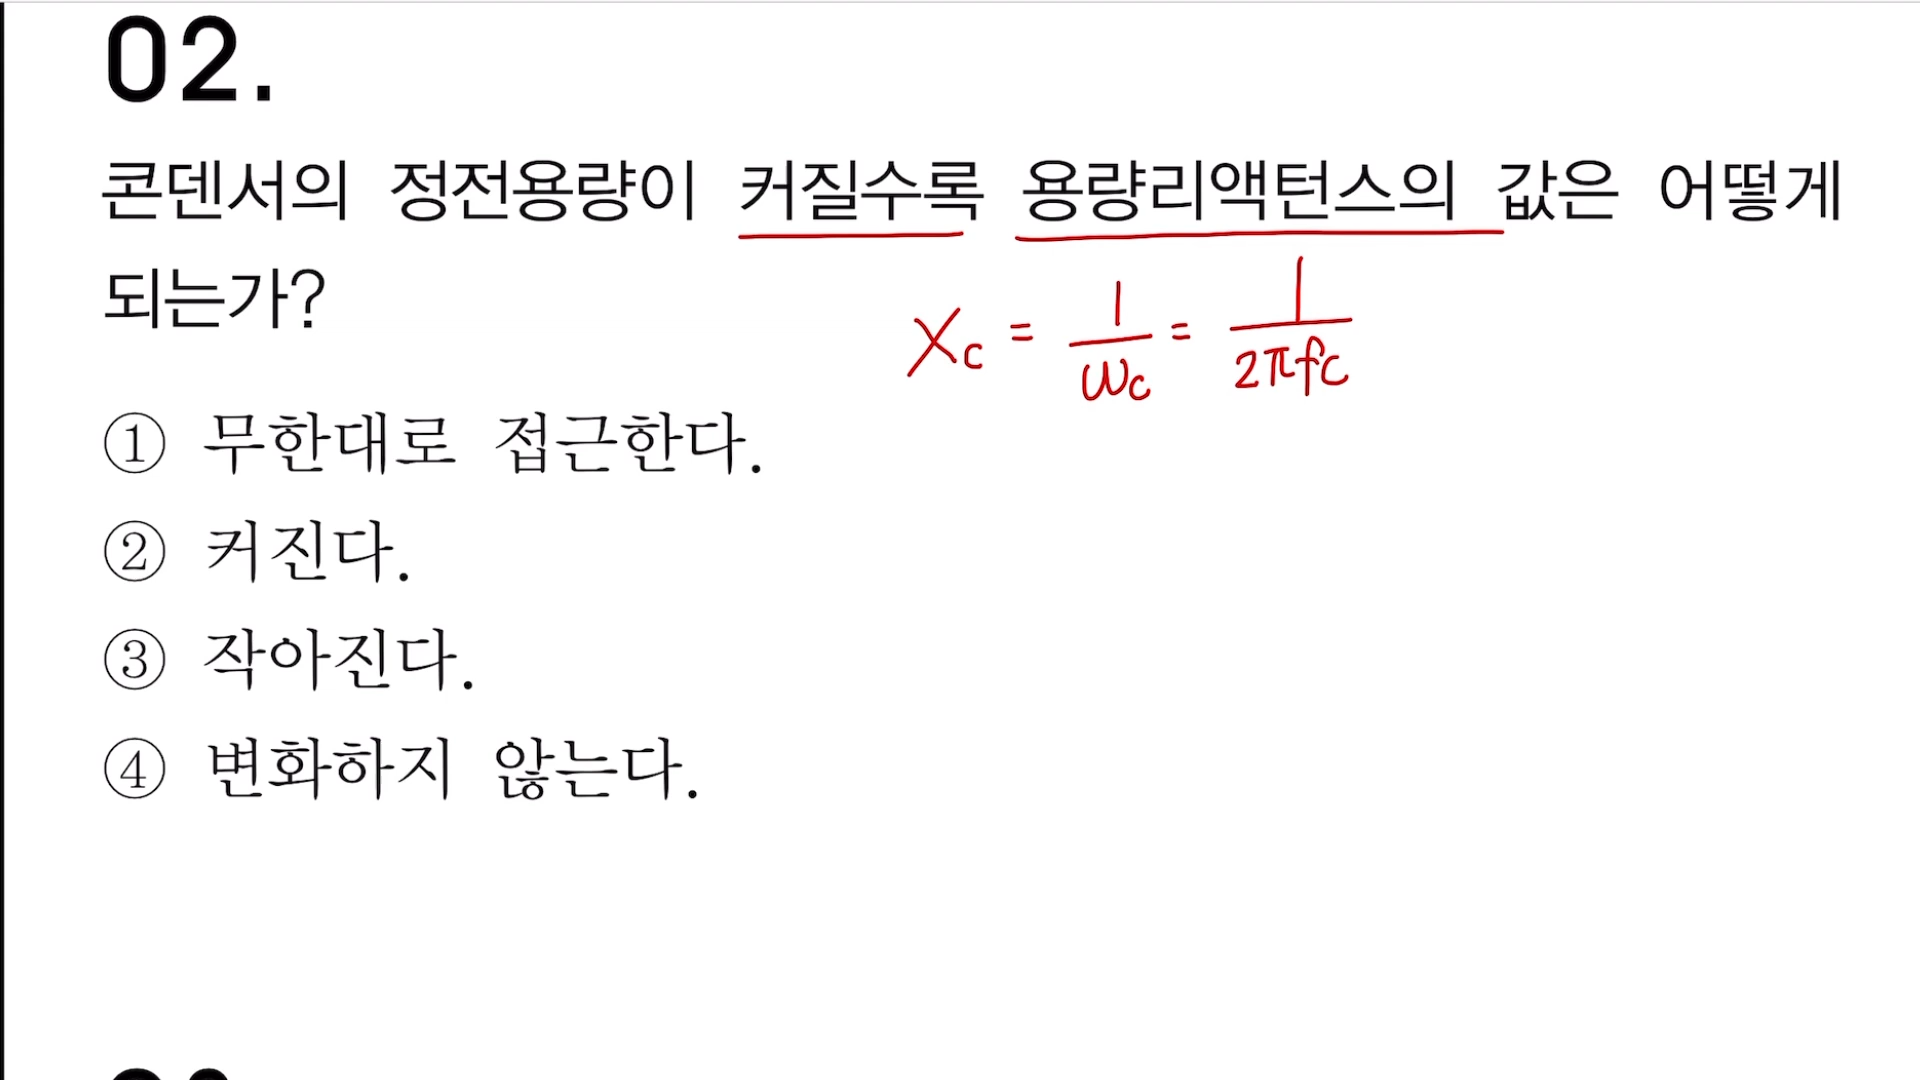 02.
콘덴서의 정전용량이 커질수록 용량리액턴스의 값은 어떻게
되는가?
Xc = 1/ωc = 1/2πfc
① 무한대로 접근한다.
② 커진다.
③ 작아진다.
④ 변화하지 않는다.